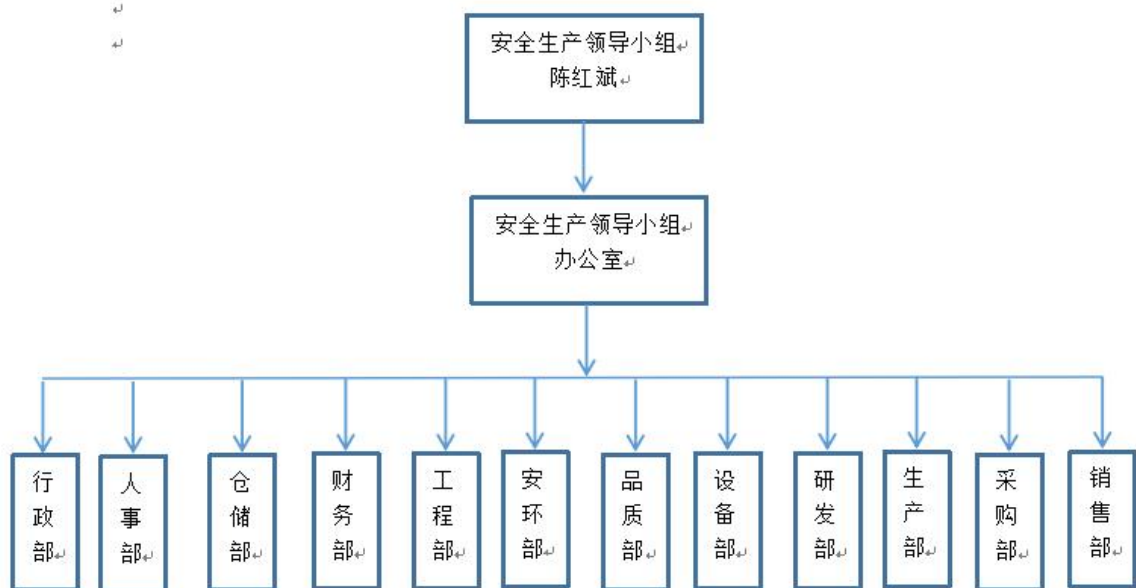 安全生产领导小组
陈红斌
安全生产领导小组
办公室
行政部
人事部
仓储部
财务部
工程部
安环部
品质部
设备部
研发部
生产部
采购部
销售部